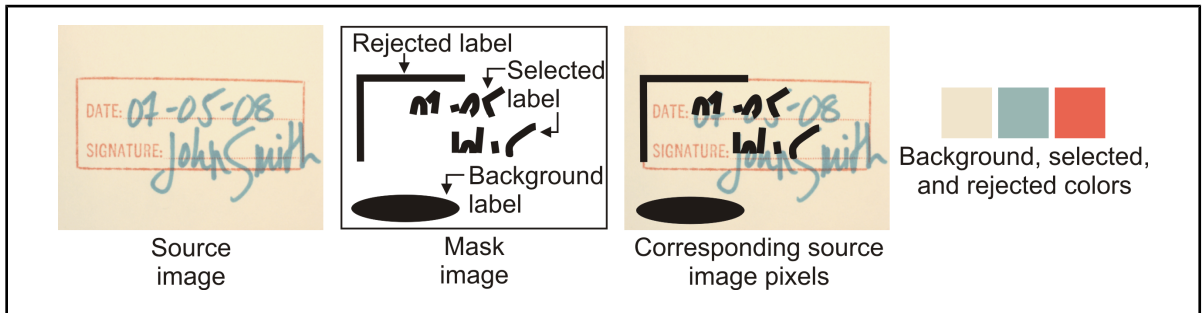 Rejected label
Selected label
Background label
DATE: 07-05-08
SIGNATURE: John Smith
DATE: 07-05-08
SIGNATURE: John Smith
Source image
Mask image
Corresponding source image pixels
Background, selected, and rejected colors